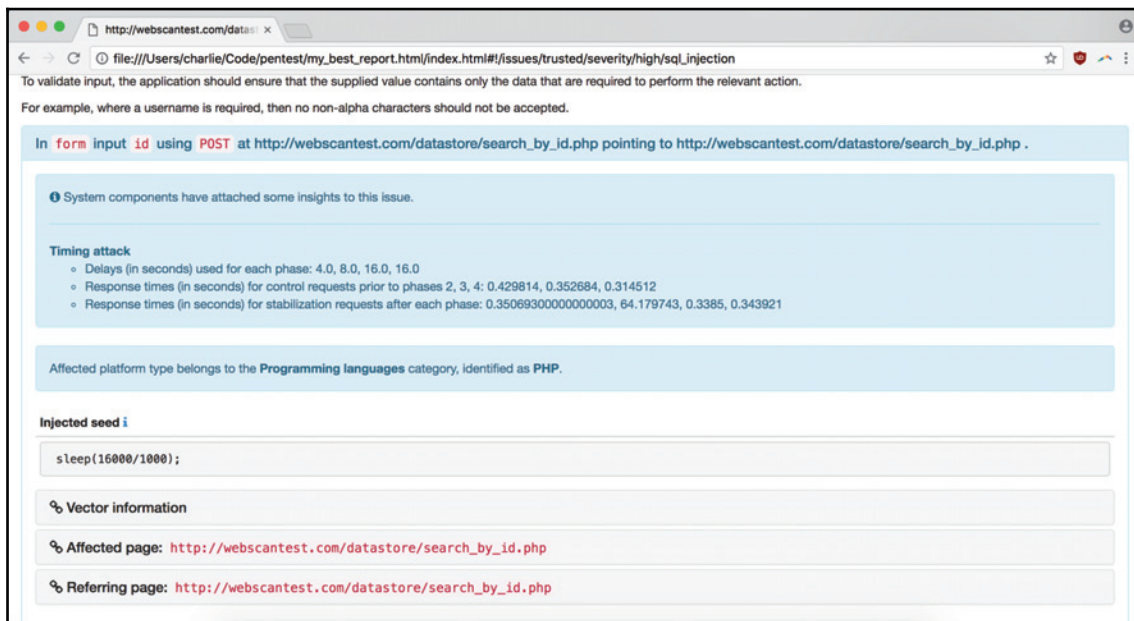 http://webscantest.com/datas
file:///Users/charlie/Code/pentest/my_best_report.html/index.html#!/issues/trusted/severity/high/sql_injection
To validate input, the application should ensure that the supplied value contains only the data that are required to perform the relevant action.
For example, where a username is required, then no non-alpha characters should not be accepted.
In form input id using POST at http://webscantest.com/datastore/search_by_id.php pointing to http://webscantest.com/datastore/search_by_id.php .
System components have attached some insights to this issue.
Timing attack
Delays (in seconds) used for each phase: 4.0, 8.0, 16.0, 16.0
Response times (in seconds) for control requests prior to phases 2, 3, 4: 0.429814, 0.352684, 0.314512
Response times (in seconds) for stabilization requests after each phase: 0.35069300000000003, 64.179743, 0.3385, 0.343921
Affected platform type belongs to the Programming languages category, identified as PHP.
Injected seed i
sleep(16000/1000);
Vector information
Affected page: http://webscantest.com/datastore/search_by_id.php
Referring page: http://webscantest.com/datastore/search_by_id.php